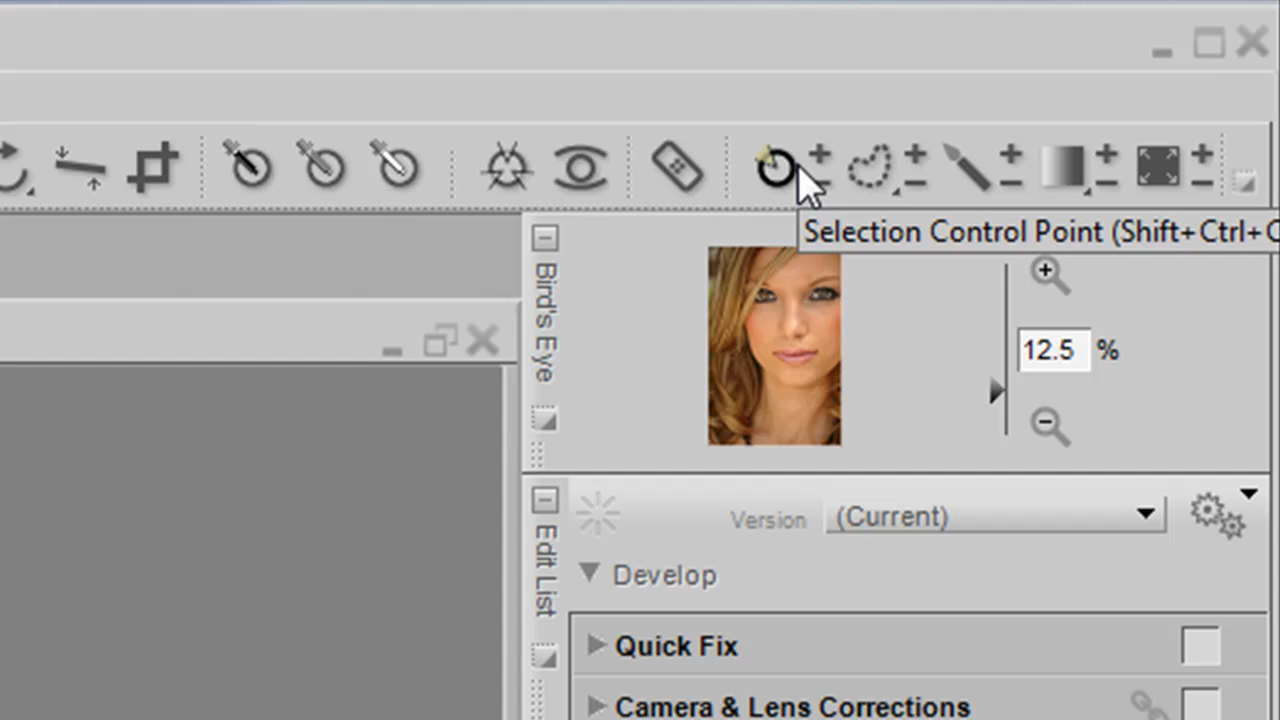 Selection Control Point (Shift+Ctrl+
Bird's Eye
12.5 %
Edit List
Version (Current)
Develop
Quick Fix
Camera & Lens Corrections